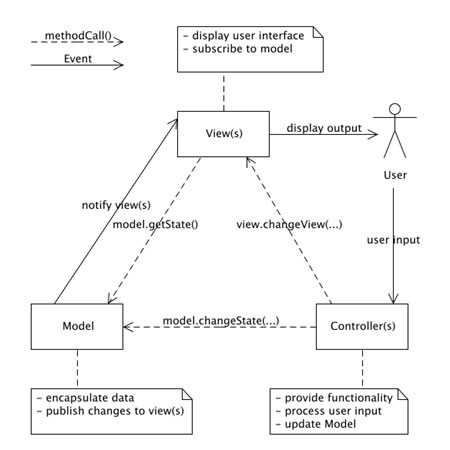 methodCall()
Event
- display user interface
- subscribe to model
View(s)
display output
User
notify view(s)
model.getState()
view.changeView(...)
user input
Model
model.changeState(...)
Controller(s)
- encapsulate data
- publish changes to view(s)
- provide functionality
- process user input
- update Model